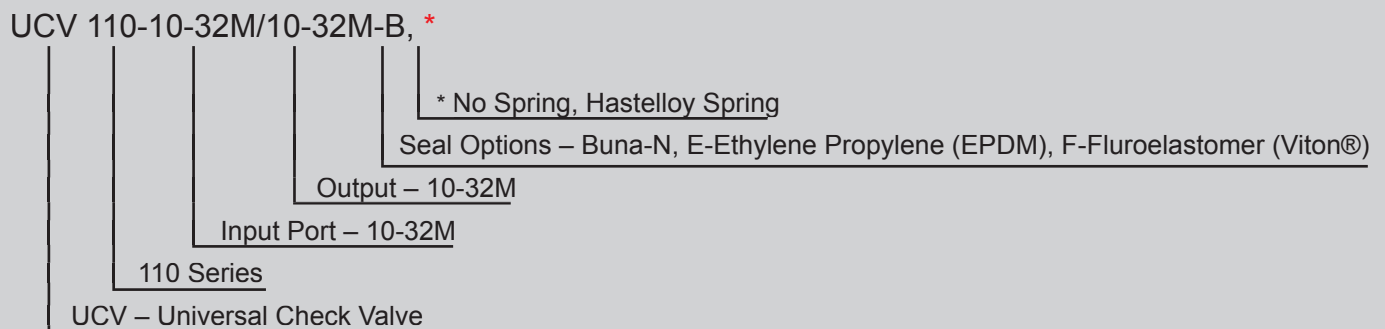 UCV 110-10-32M/10-32M-B, *
* No Spring, Hastelloy Spring
Seal Options – Buna-N, E-Ethylene Propylene (EPDM), F-Fluroelastomer (Viton®)
Output – 10-32M
Input Port – 10-32M
110 Series
UCV – Universal Check Valve